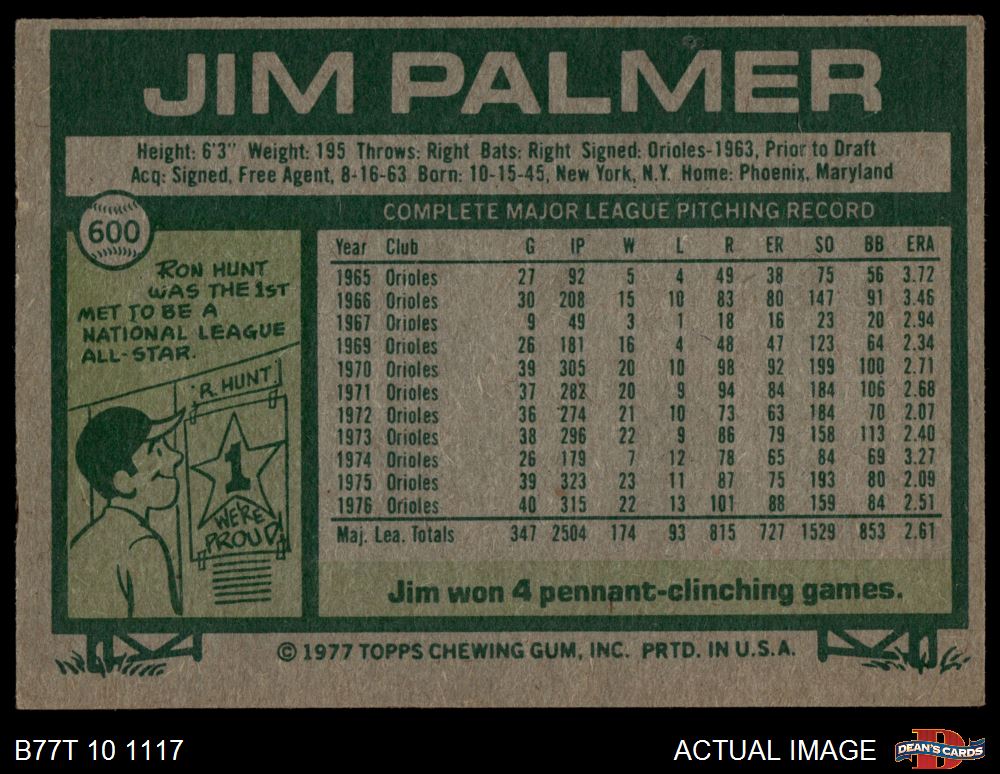 JIM PALMER
Height: 6'3" Weight: 195 Throws: Right Bats: Right Signed: Orioles-1963, Prior to Draft
Acq: Signed, Free Agent, 8-16-63 Born: 10-15-45, New York, N.Y. Home: Phoenix, Maryland
600
RON HUNT
WAS THE 1ST
MET TO BE A
NATIONAL LEAGUE
ALL-STAR.
R. HUNT
1
WE'RE
PROUD
COMPLETE MAJOR LEAGUE PITCHING RECORD
Year Club G IP W L R ER SO BB ERA
1965 Orioles 27 92 5 4 49 38 75 56 3.72
1966 Orioles 30 208 15 10 83 80 147 91 3.46
1967 Orioles 9 49 3 1 18 16 23 20 2.94
1969 Orioles 26 181 16 4 48 47 123 64 2.34
1970 Orioles 39 305 20 10 98 92 199 100 2.71
1971 Orioles 37 282 20 9 94 84 184 106 2.68
1972 Orioles 36 274 21 10 73 63 184 70 2.07
1973 Orioles 38 296 22 9 86 79 158 113 2.40
1974 Orioles 26 179 7 12 78 65 84 69 3.27
1975 Orioles 39 323 23 11 87 75 193 80 2.09
1976 Orioles 40 315 22 13 101 88 159 84 2.51
Maj. Lea. Totals 347 2504 174 93 815 727 1529 853 2.61
Jim won 4 pennant-clinching games.
© 1977 TOPPS CHEWING GUM, INC. PRTD. IN U.S.A.
B77T 10 1117
ACTUAL IMAGE
DEAN'S CARDS